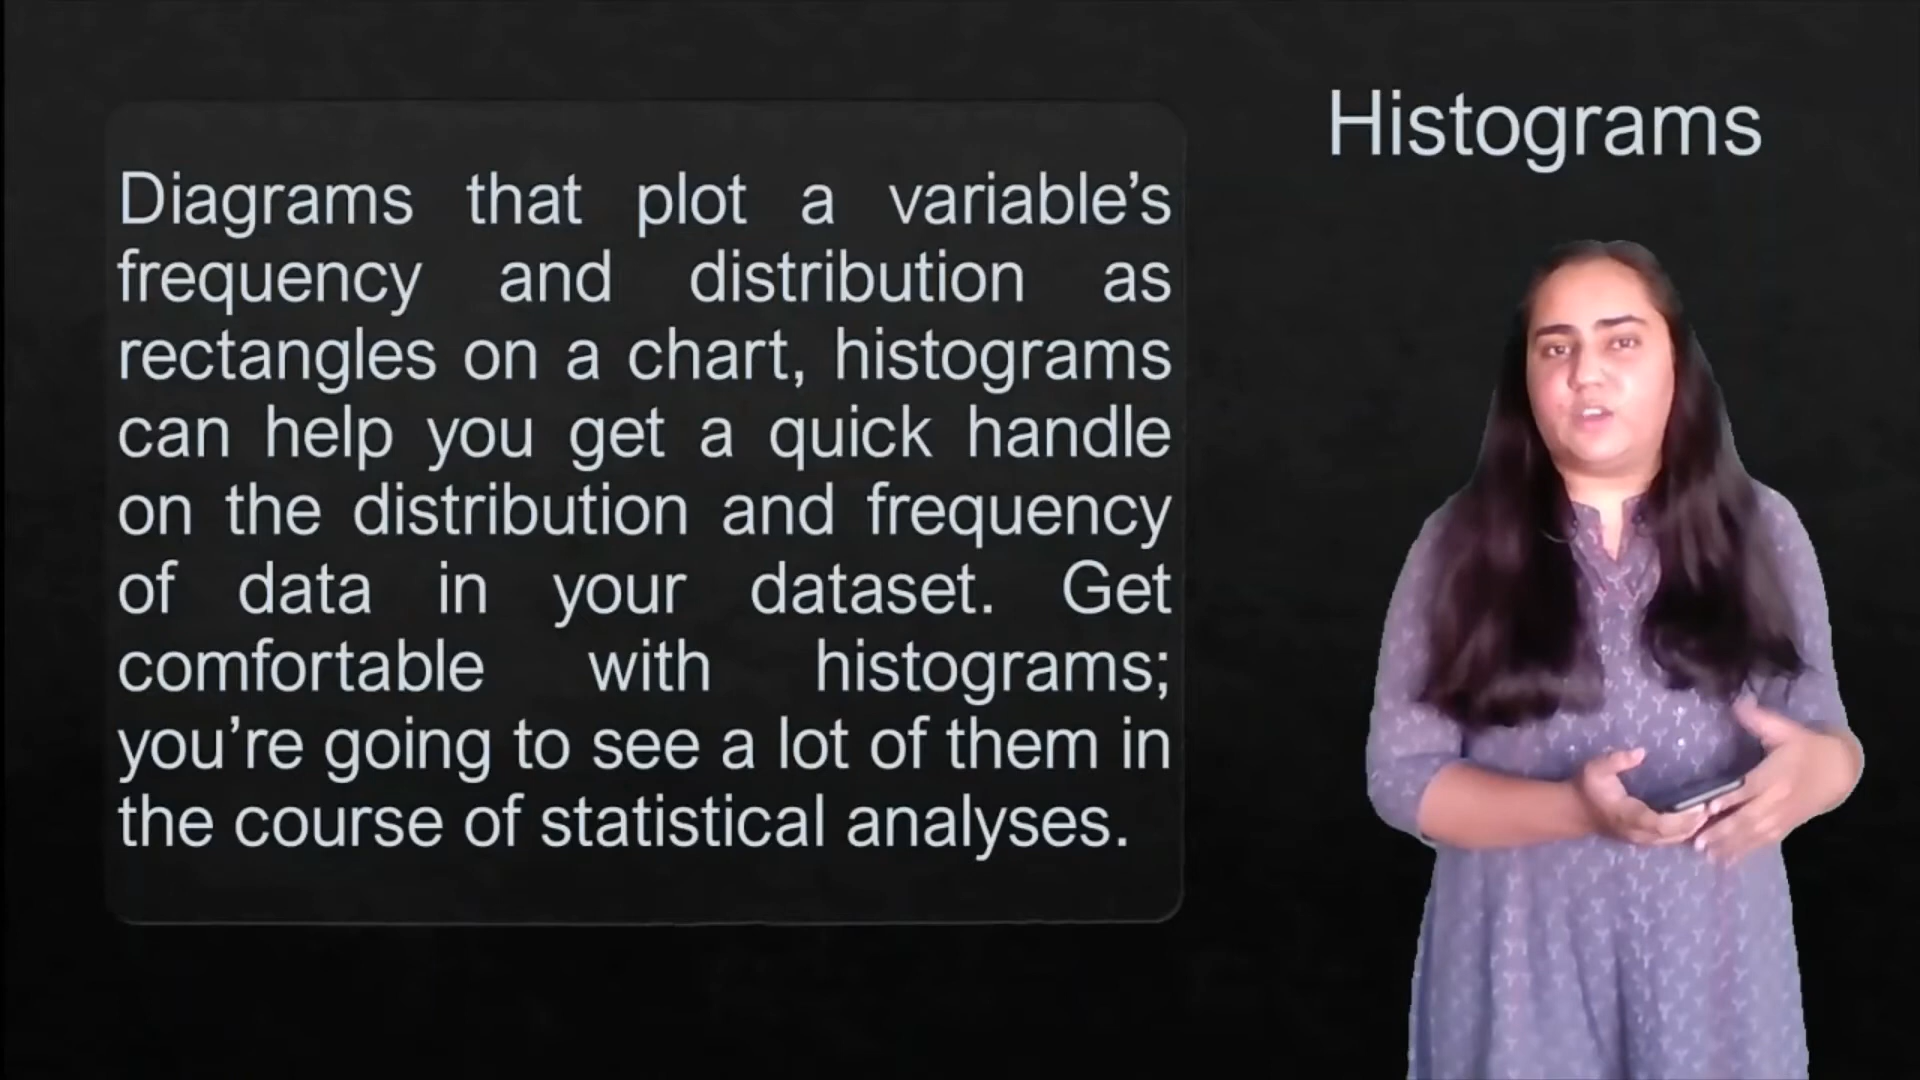 Histograms
Diagrams that plot a variable’s
frequency and distribution as
rectangles on a chart, histograms
can help you get a quick handle
on the distribution and frequency
of data in your dataset. Get
comfortable with histograms;
you’re going to see a lot of them in
the course of statistical analyses.